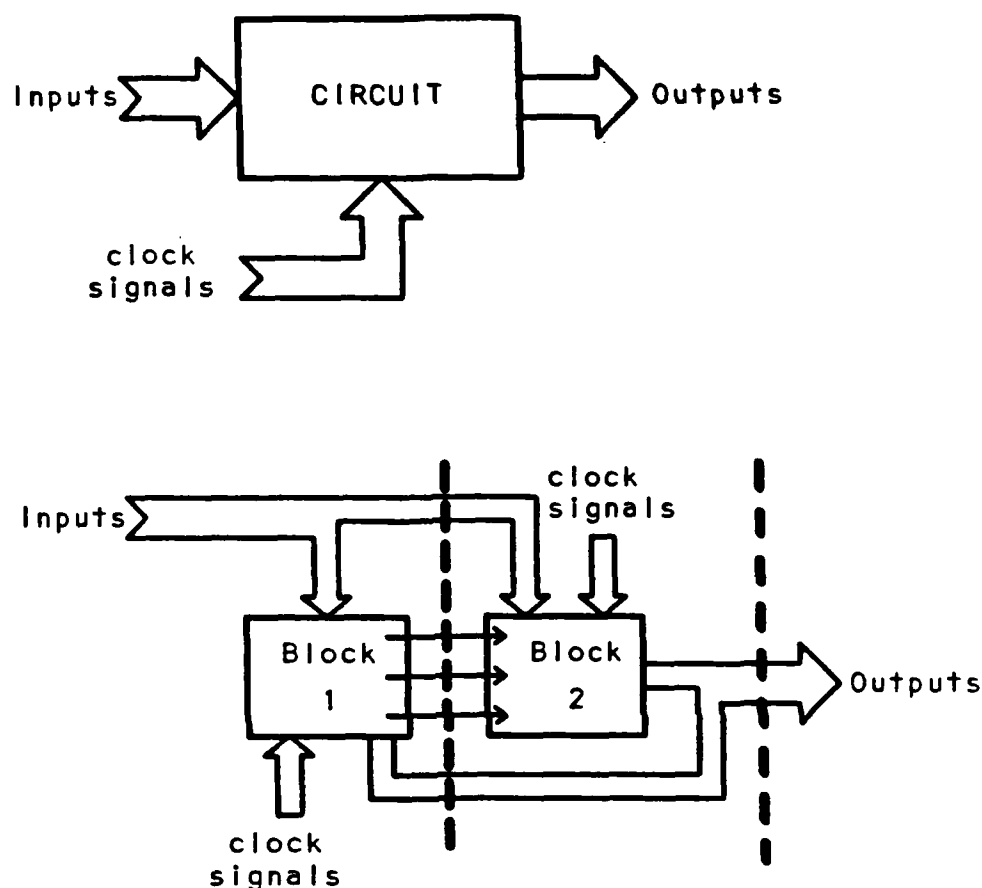 Inputs
CIRCUIT
Outputs
clock
signals
clock
signals
Inputs
Block
1
Block
2
Outputs
clock
signals